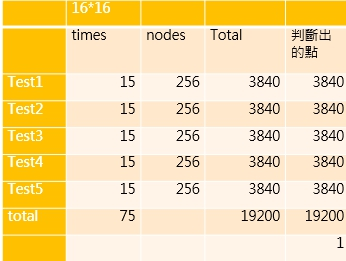 16*16
times nodes Total 判斷出
的點
Test1 15 256 3840 3840
Test2 15 256 3840 3840
Test3 15 256 3840 3840
Test4 15 256 3840 3840
Test5 15 256 3840 3840
total 75 19200 19200
1